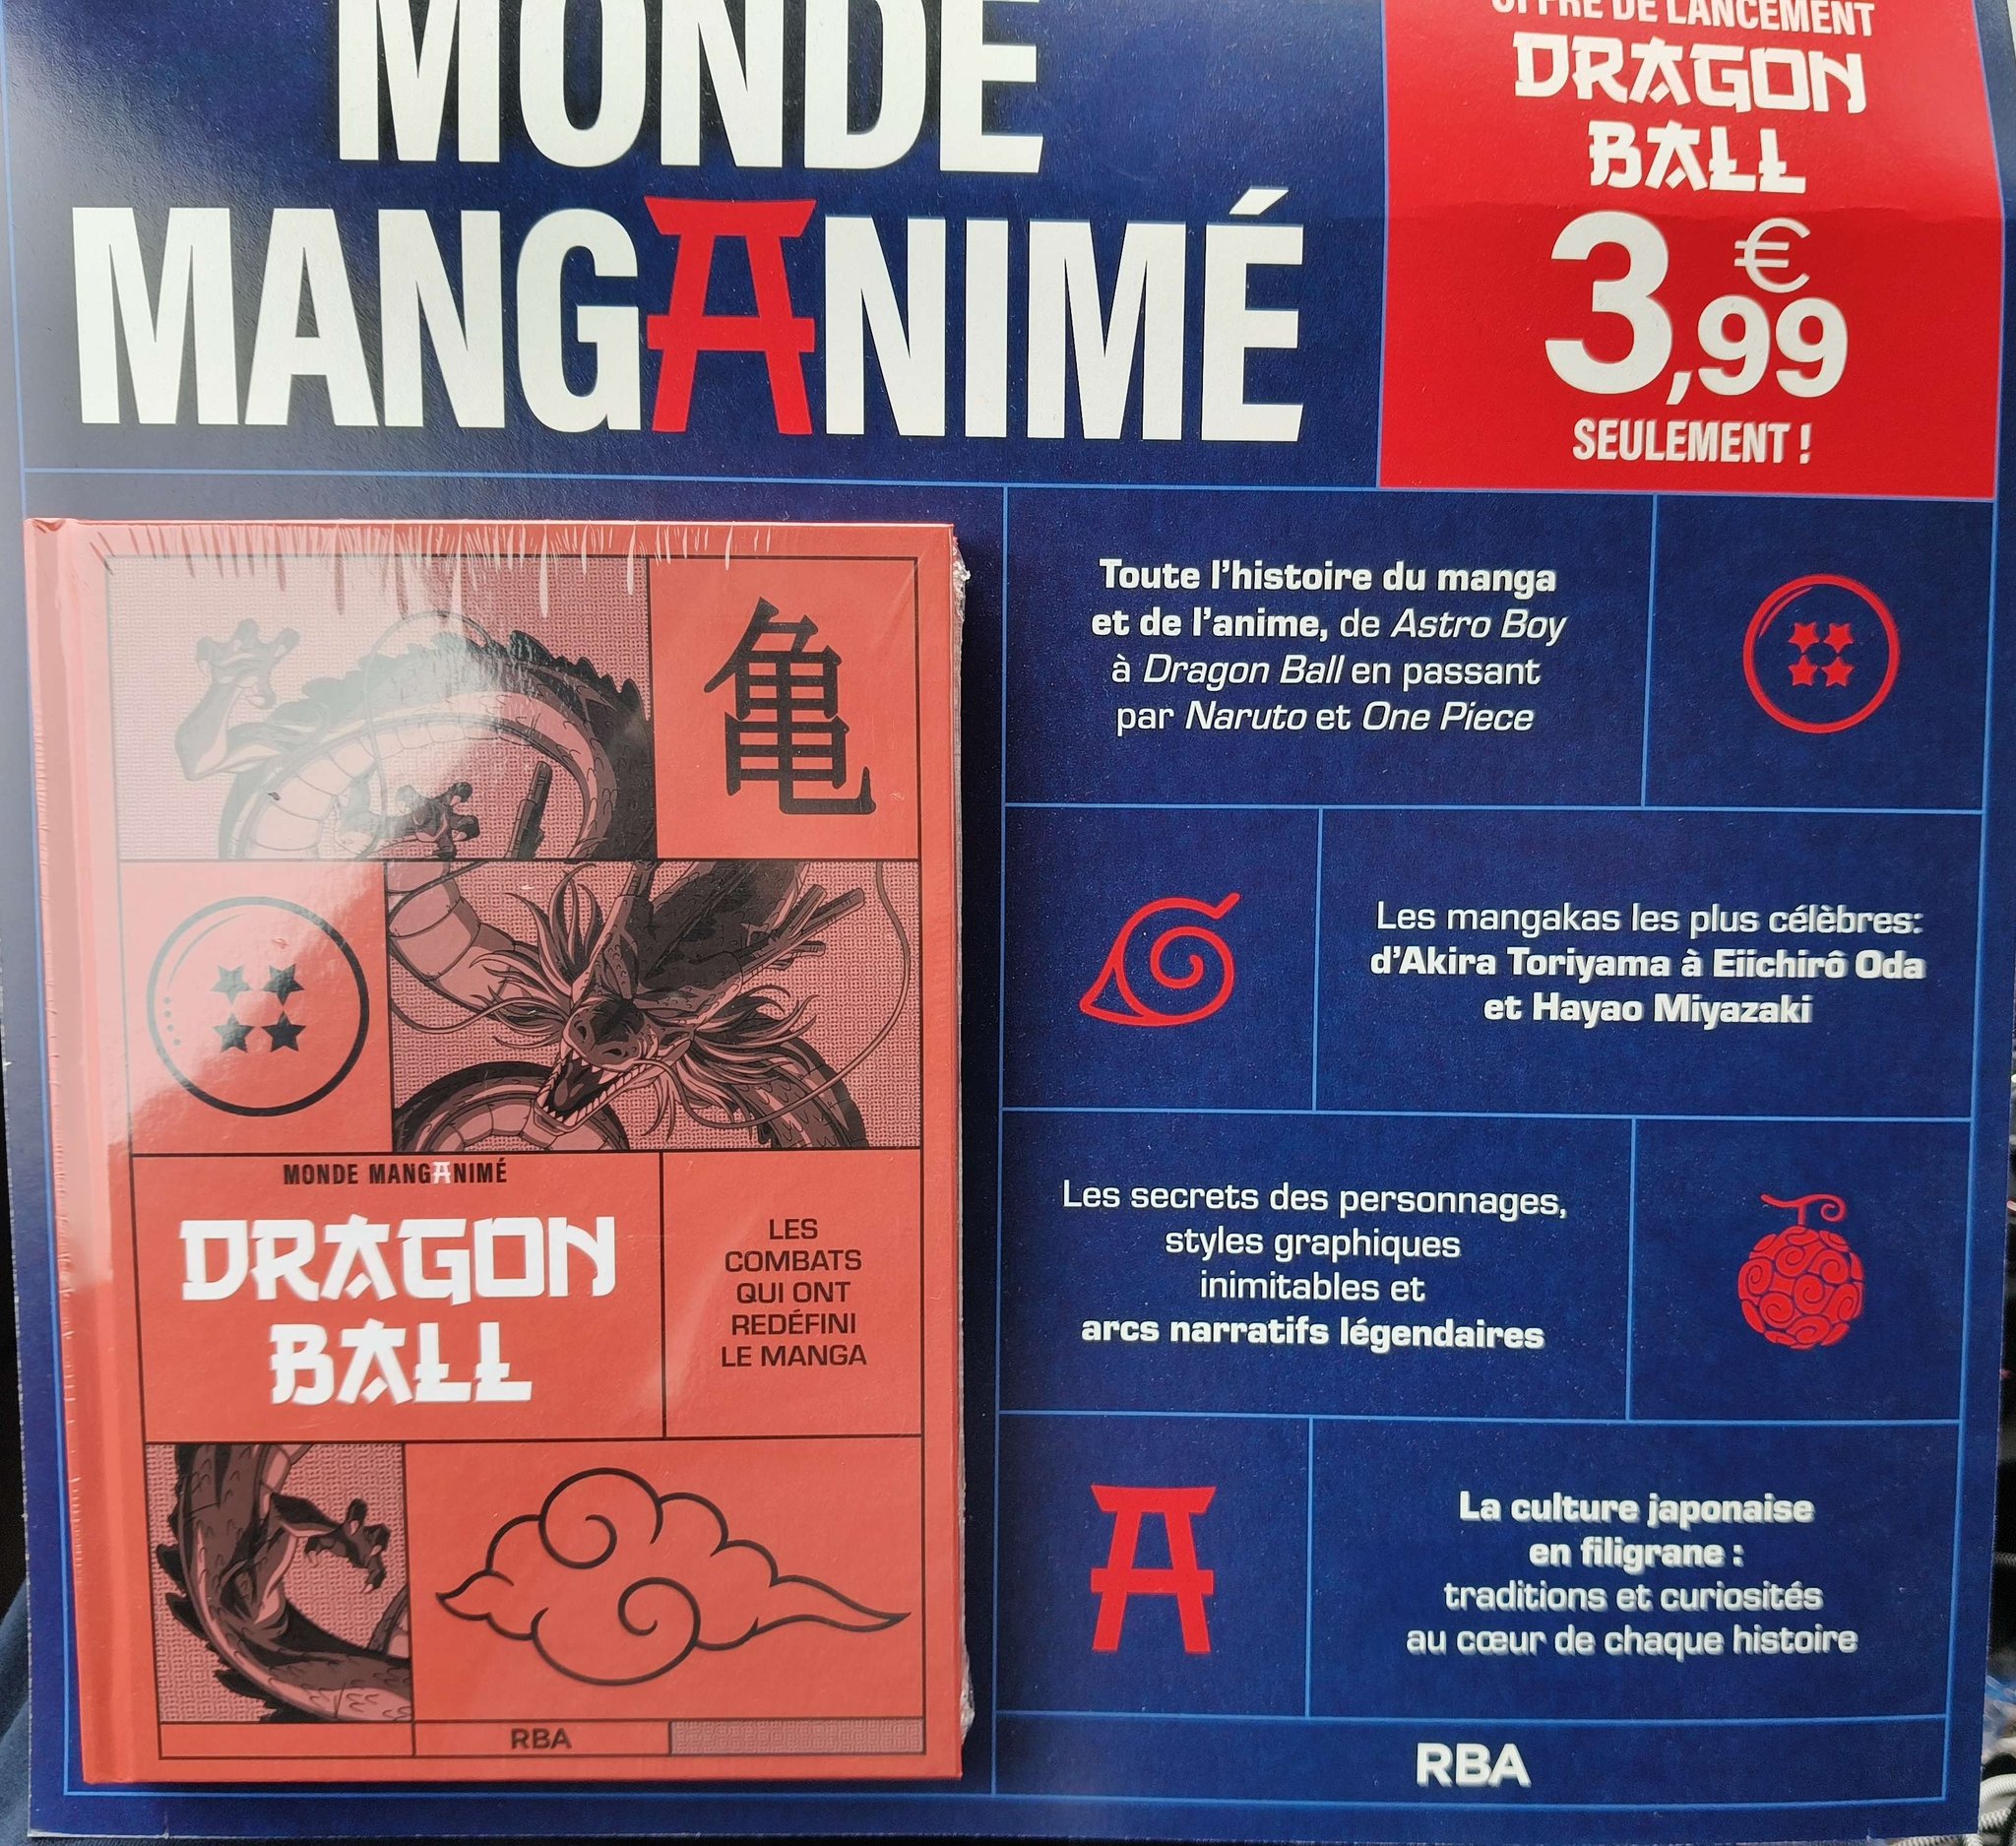 MONDE
MANGANIMÉ
OFFRE DE LANCEMENT
DRAGON
BALL
3,99 €
SEULEMENT !
亀
MONDE MANGANIMÉ
DRAGON
BALL
LES
COMBATS
QUI ONT
REDÉFINI
LE MANGA
RBA
Toute l'histoire du manga
et de l'anime, de Astro Boy
à Dragon Ball en passant
par Naruto et One Piece
Les mangakas les plus célèbres:
d'Akira Toriyama à Eiichirô Oda
et Hayao Miyazaki
Les secrets des personnages,
styles graphiques
inimitables et
arcs narratifs légendaires
La culture japonaise
en filigrane :
traditions et curiosités
au cœur de chaque histoire
RBA